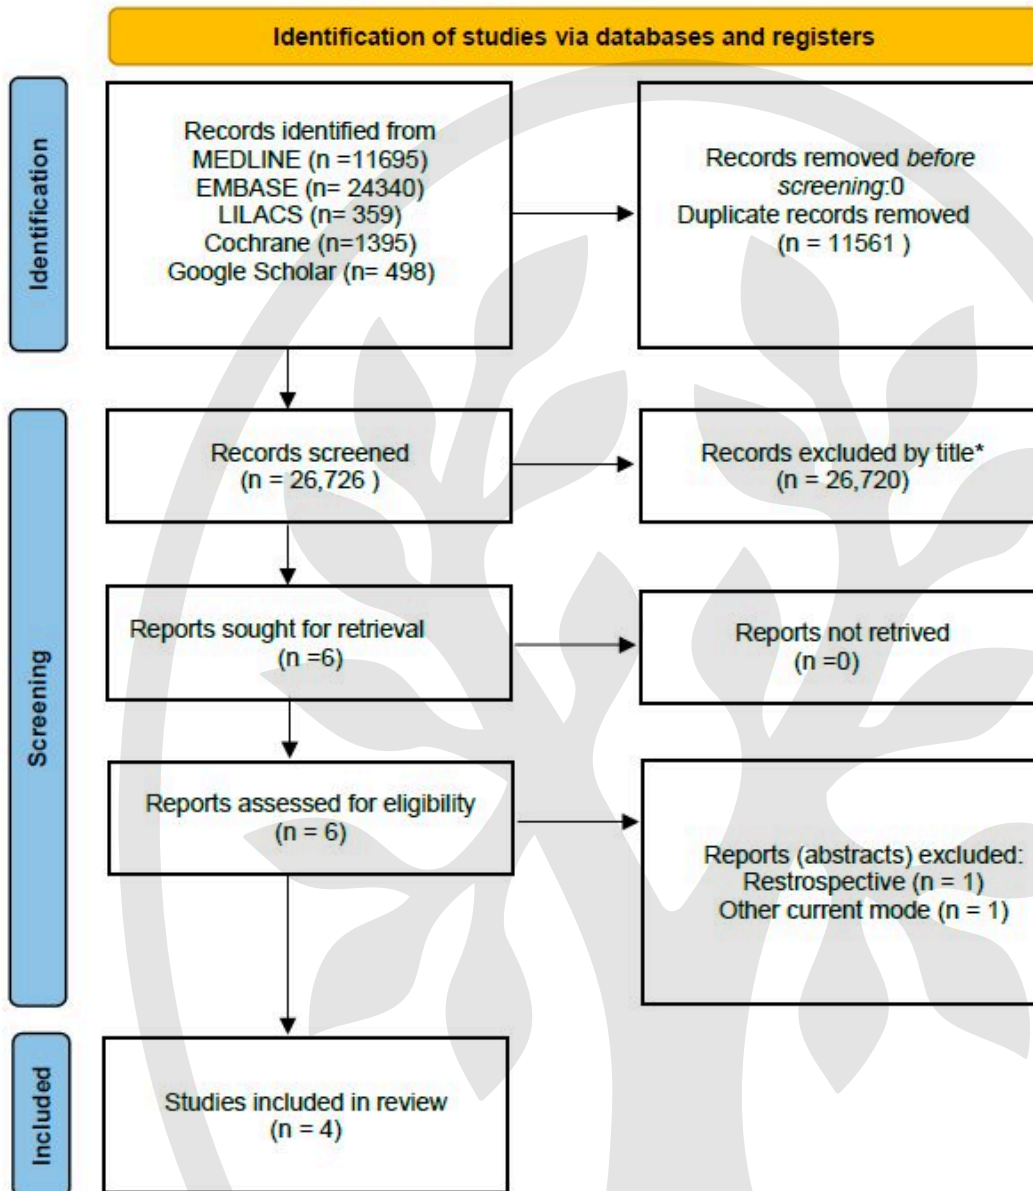 Identification of studies via databases and registers
Identification
Records identified from
MEDLINE (n =11695)
EMBASE (n= 24340)
LILACS (n= 359)
Cochrane (n=1395)
Google Scholar (n= 498)
Records removed before
screening:0
Duplicate records removed
(n = 11561 )
Screening
Records screened
(n = 26,726 )
Records excluded by title*
(n = 26,720)
Reports sought for retrieval
(n =6)
Reports not retrived
(n =0)
Reports assessed for eligibility
(n = 6)
Reports (abstracts) excluded:
Restrospective (n = 1)
Other current mode (n = 1)
Included
Studies included in review
(n = 4)